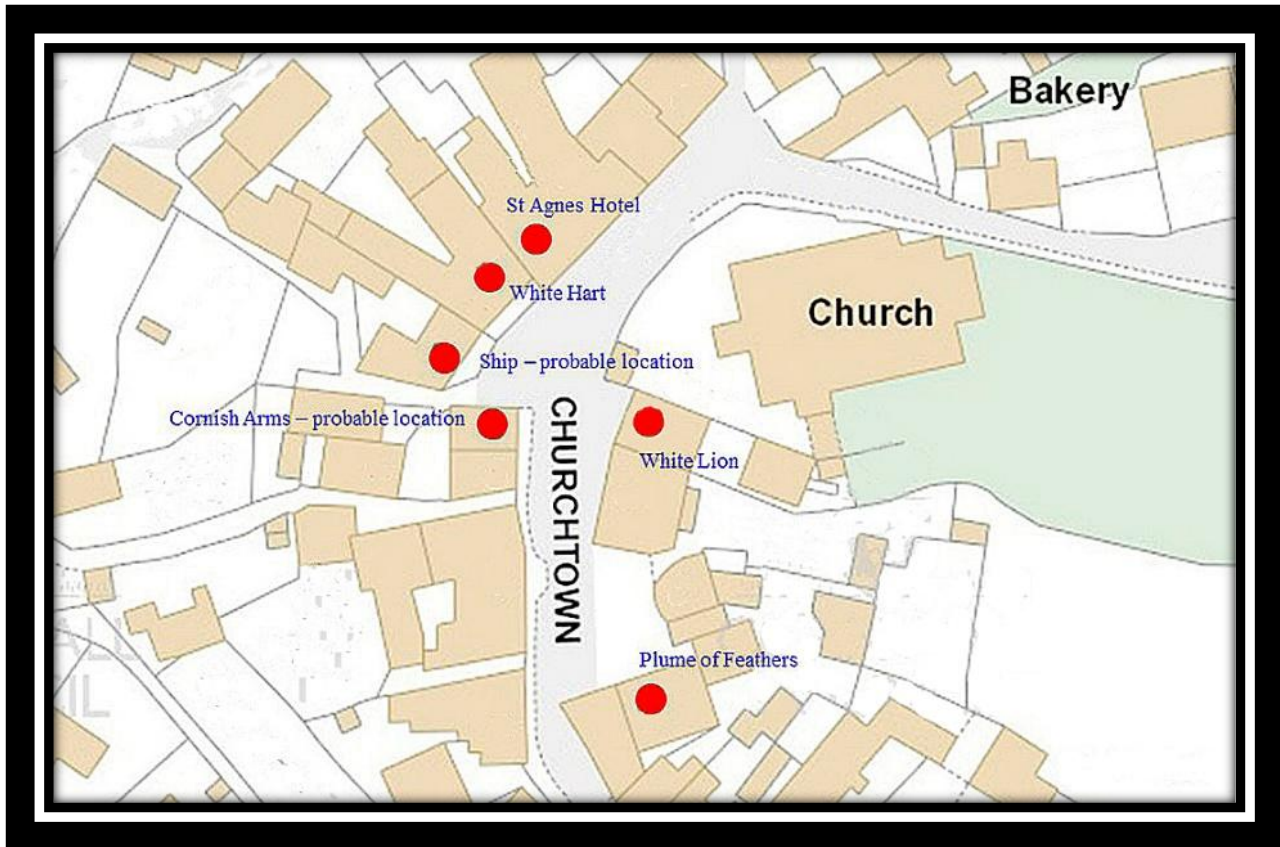 Bakery
St Agnes Hotel
White Hart
Church
Ship – probable location
Cornish Arms – probable location
CHURCHTOWN
White Lion
Plume of Feathers